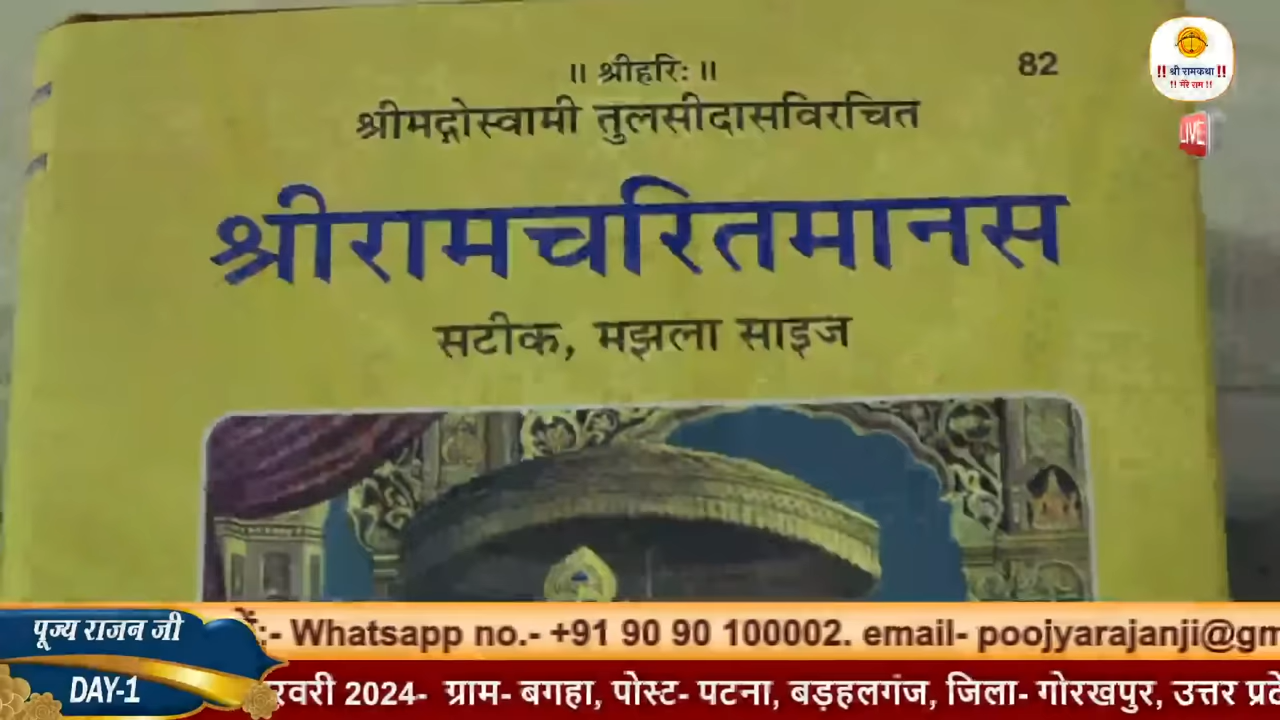 ॥ श्रीहरिः ॥
82
श्रीमद्गोस्वामी तुलसीदासविरचित
श्रीरामचरितमानस
सटीक, मझला साइज
!! श्री रामकथा !!
!! मेरे राम !!
LIVE
:- Whatsapp no.- +91 90 90 100002. email- poojyarajanji@gm
पूज्य राजन जी
DAY-1
रवरी 2024- ग्राम- बगहा, पोस्ट- पटना, बड़हलगंज, जिला- गोरखपुर, उत्तर प्रदे